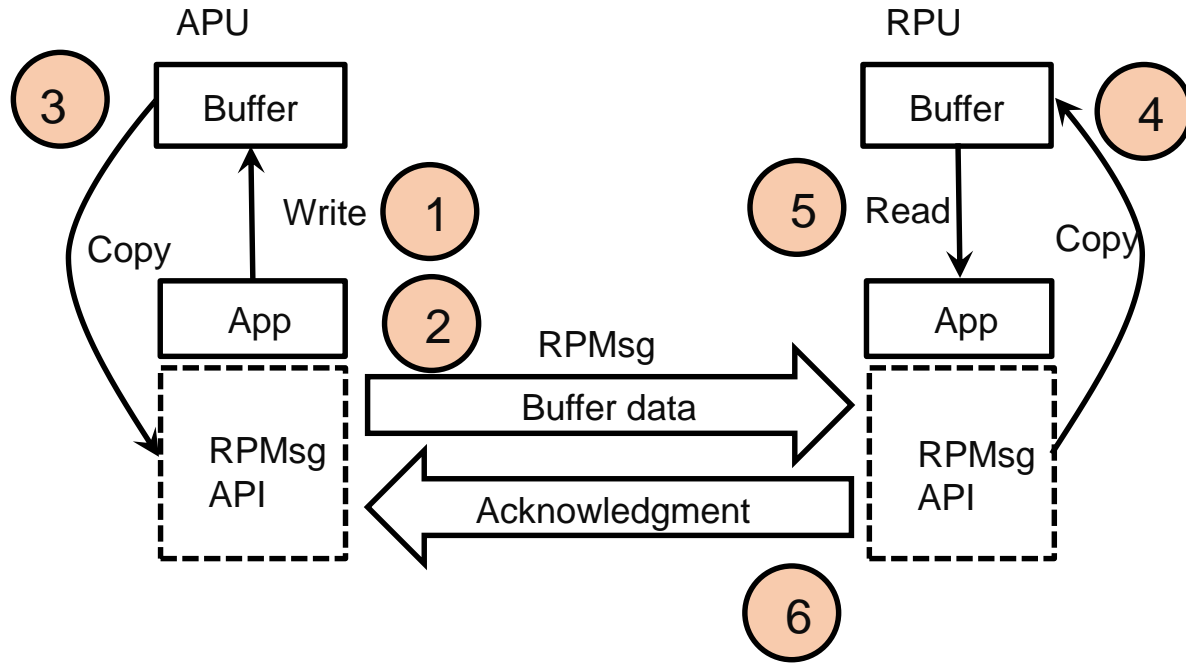 APU
RPU
3
Buffer
Buffer
4
Write
1
5
Read
Copy
Copy
App
2
RPMsg
App
Buffer data
RPMsg
API
RPMsg
API
Acknowledgment
6